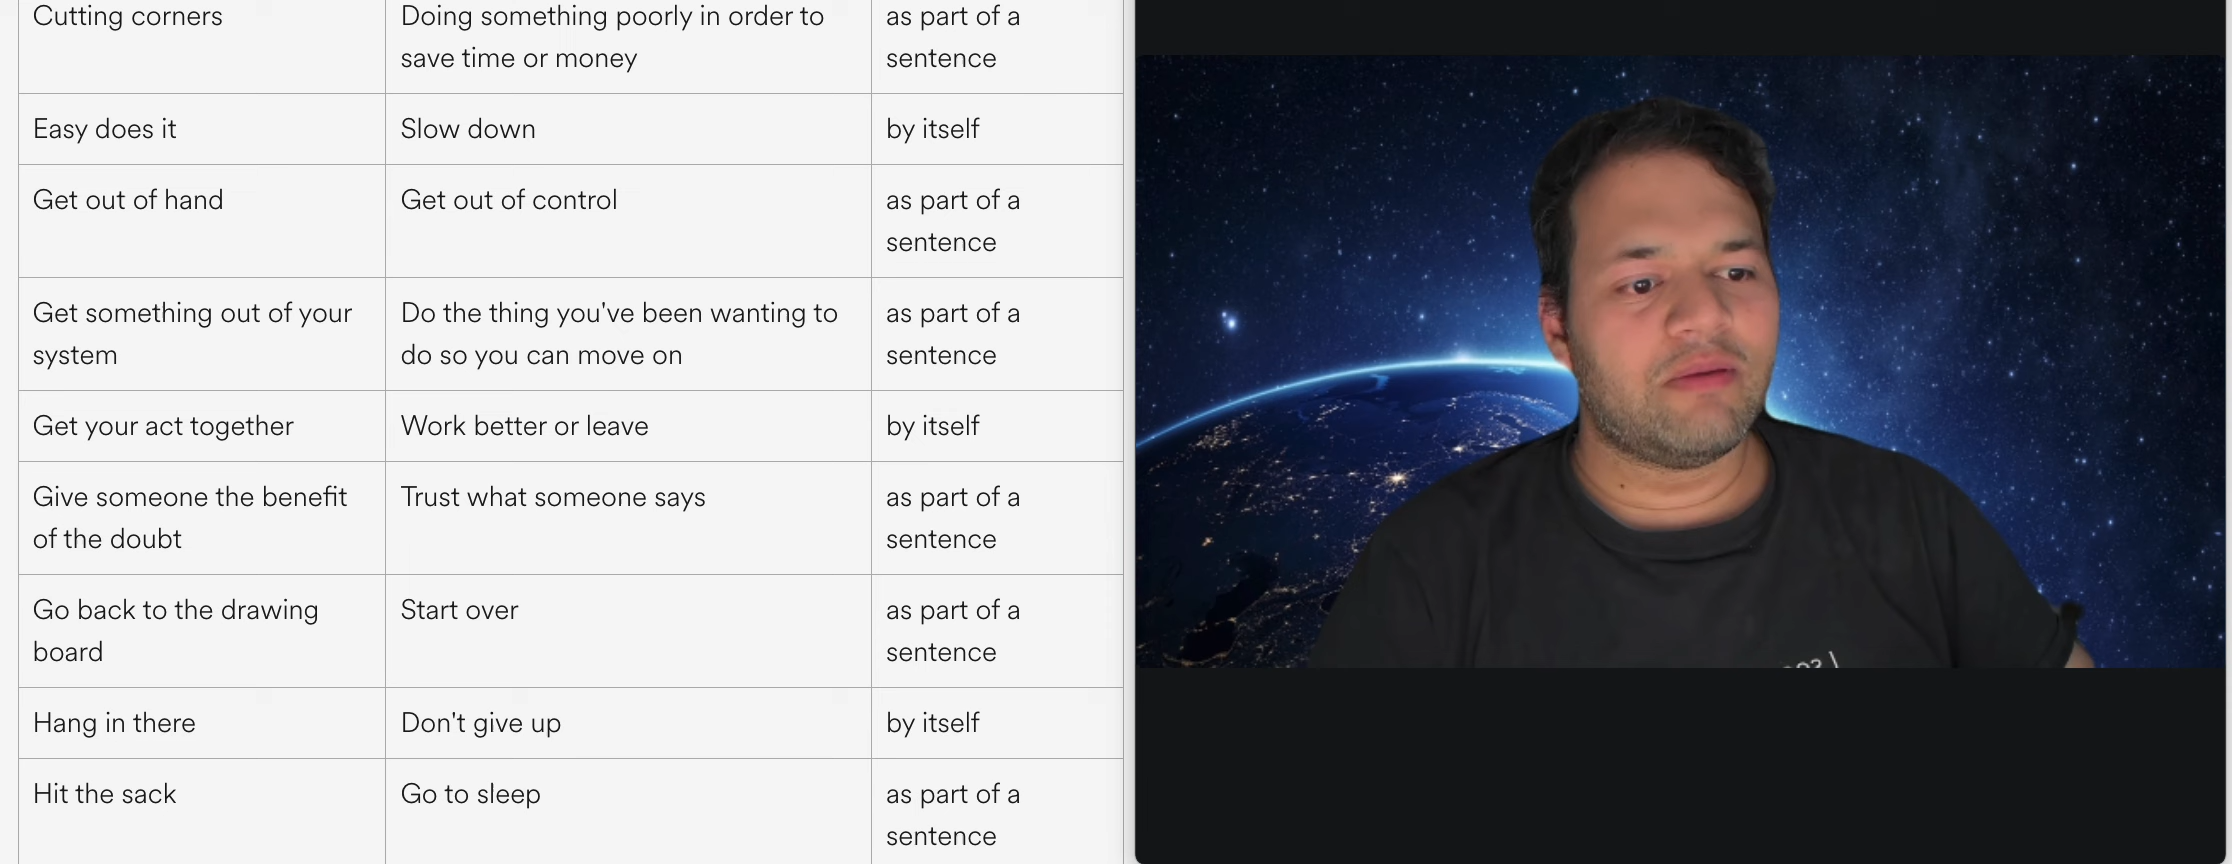 Cutting corners
Doing something poorly in order to
save time or money
as part of a
sentence
Easy does it
Slow down
by itself
Get out of hand
Get out of control
as part of a
sentence
Get something out of your
system
Do the thing you've been wanting to
do so you can move on
as part of a
sentence
Get your act together
Work better or leave
by itself
Give someone the benefit
of the doubt
Trust what someone says
as part of a
sentence
Go back to the drawing
board
Start over
as part of a
sentence
Hang in there
Don't give up
by itself
Hit the sack
Go to sleep
as part of a
sentence